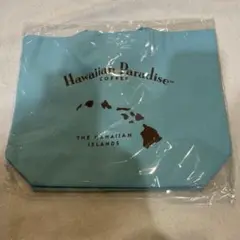 Hawaiian Paradise
COFFEE
THE HAWAIIAN
ISLANDS